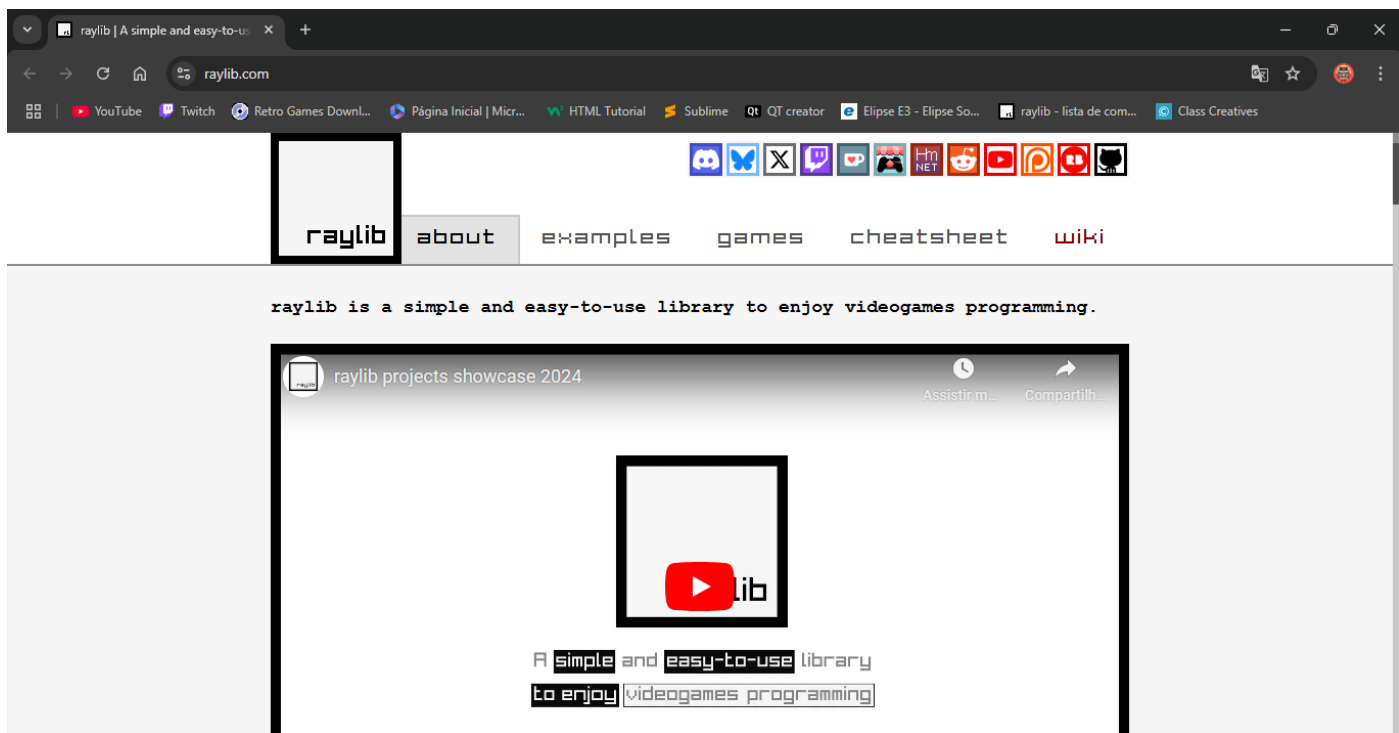 raylib | A simple and easy-to-us
raylib.com
YouTube Twitch Retro Games Downl... Página Inicial | Micr... HTML Tutorial Sublime QT creator Elipse E3 - Elipse So... raylib - lista de com... Class Creatives
raylib about examples games cheatsheet wiki
raylib is a simple and easy-to-use library to enjoy videogames programming.
raylib projects showcase 2024
Assistir m... Compartilh...
lib
A simple and easy-to-use library
to enjoy videogames programming